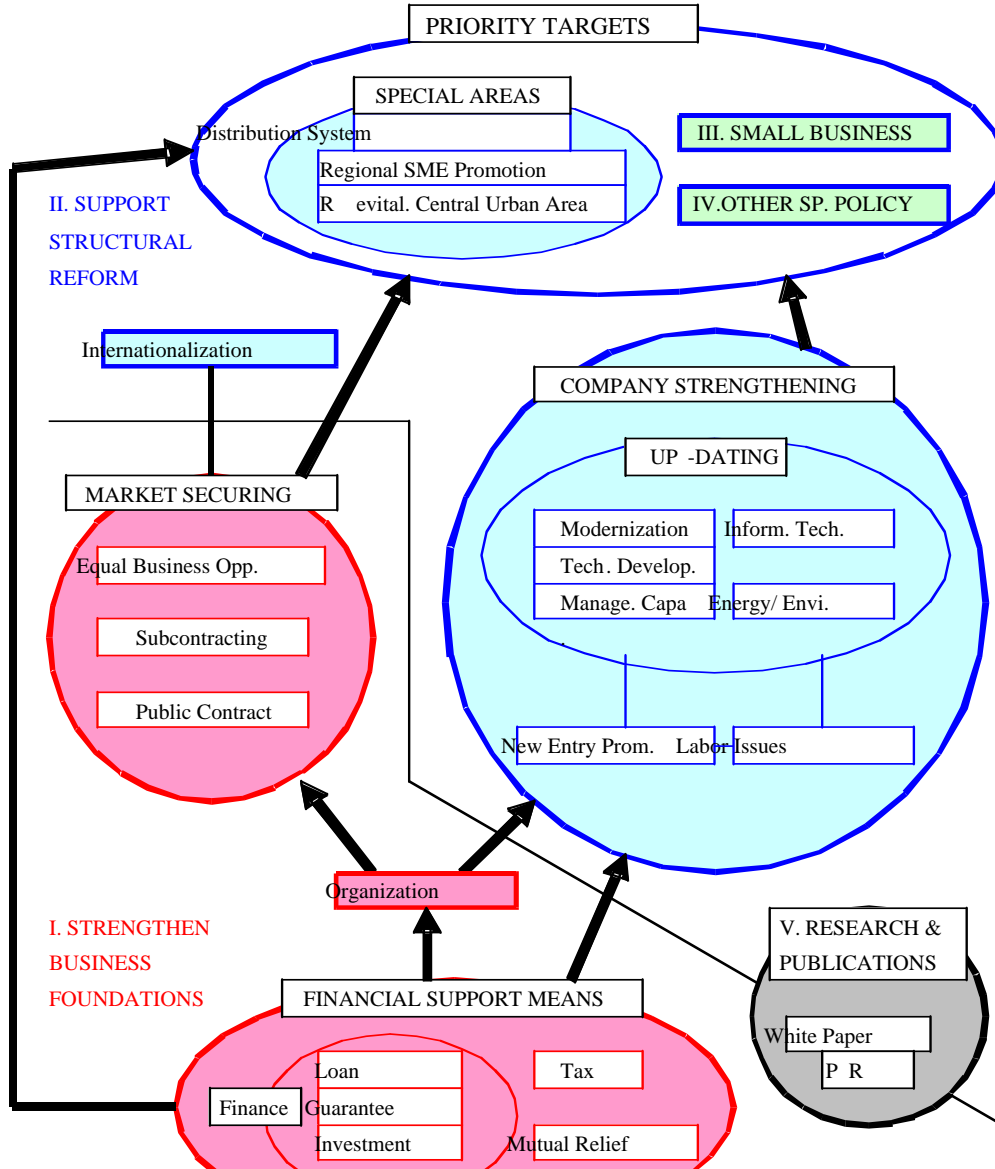 PRIORITY TARGETS
SPECIAL AREAS
Distribution System
III. SMALL BUSINESS
Regional SME Promotion
R evital. Central Urban Area
IV.OTHER SP. POLICY
II. SUPPORT
STRUCTURAL
REFORM
Internationalization
COMPANY STRENGTHENING
UP -DATING
MARKET SECURING
Modernization
Inform. Tech.
Equal Business Opp.
Tech. Develop.
Manage. Capa
Energy/ Envi.
.
Subcontracting
Public Contract
New Entry Prom.
Labor Issues
Organization
I. STRENGTHEN
BUSINESS
FOUNDATIONS
V. RESEARCH &
PUBLICATIONS
FINANCIAL SUPPORT MEANS
White Paper
P R
Loan
Tax
Finance
Guarantee
Investment
Mutual Relief